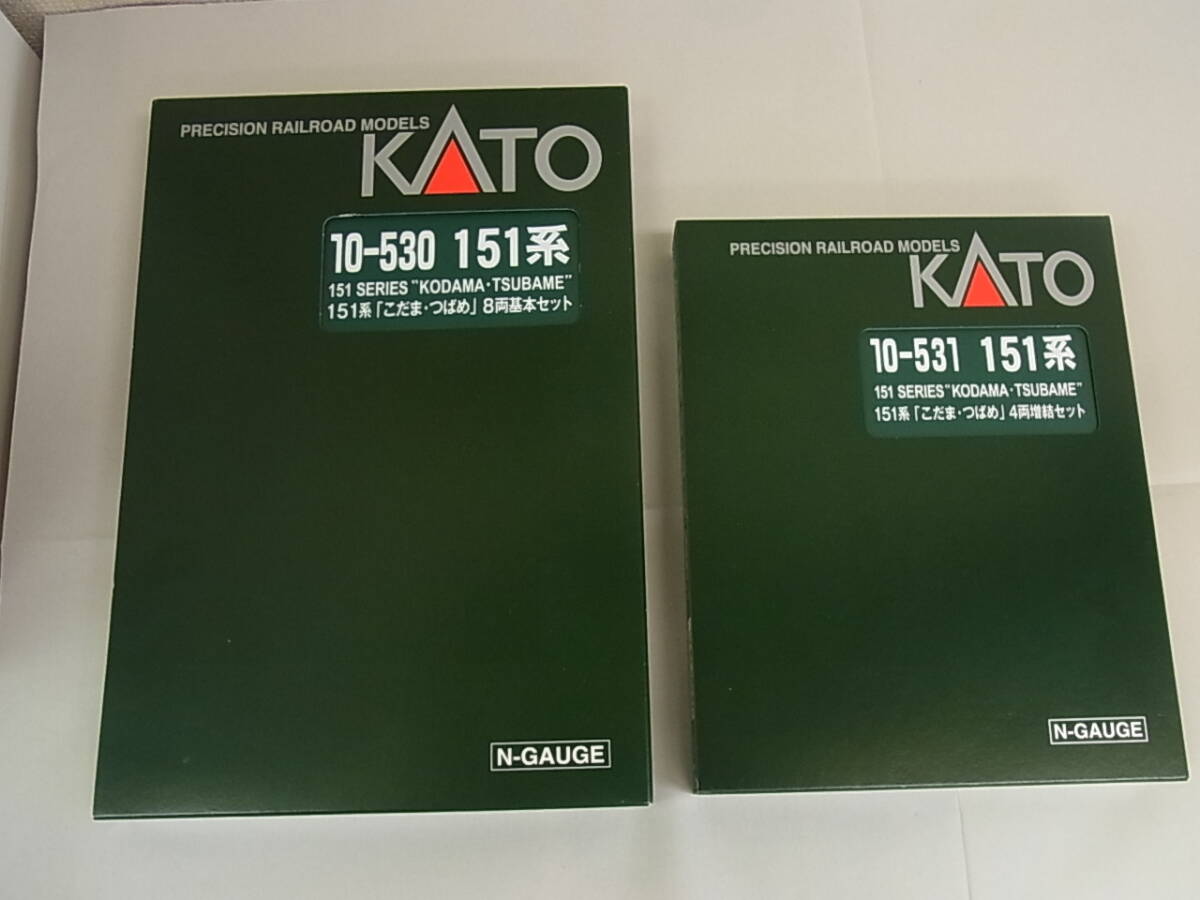 PRECISION RAILROAD MODELS
KATO
10-530 151系
151 SERIES "KODAMA・TSUBAME"
151系「こだま・つばめ」8両基本セット
N-GAUGE
PRECISION RAILROAD MODELS
KATO
10-531 151系
151 SERIES "KODAMA・TSUBAME"
151系「こだま・つばめ」4両増結セット
N-GAUGE